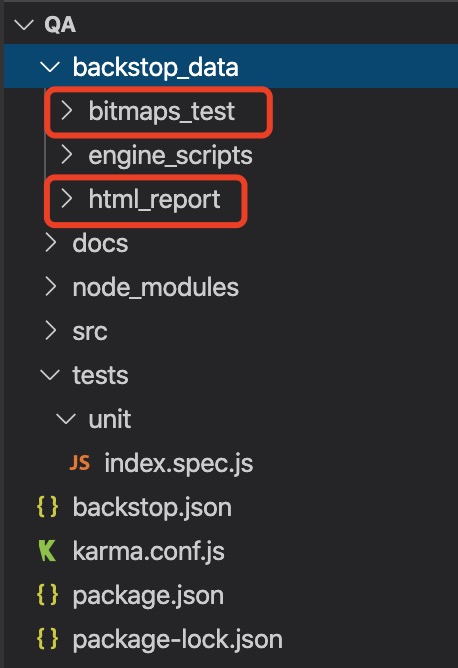 QA
backstop_data
bitmaps_test
engine_scripts
html_report
docs
node_modules
src
tests
unit
JS index.spec.js
{} backstop.json
K karma.conf.js
{} package.json
{} package-lock.json